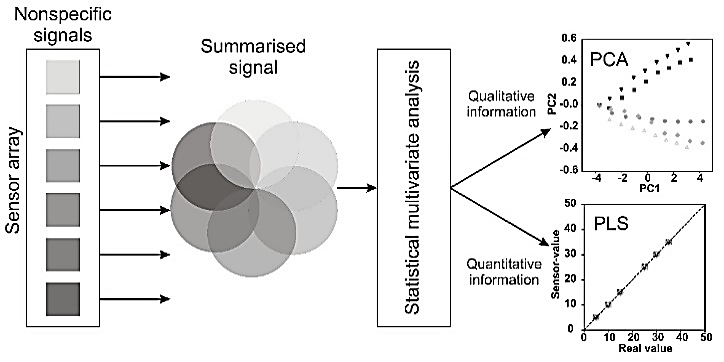 Nonspecific
signals
Sensor array
Summarised
signal
Statistical multivariate analysis
Qualitative
information
Quantitative
information
PCA
PC2
0.6
0.4
0.2
-0.0
-0.2
-0.4
-0.6
-4 -2 0 2 4
PC1
PLS
Sensor-value
50
40
30
20
10
0
0 10 20 30 40 50
Real value